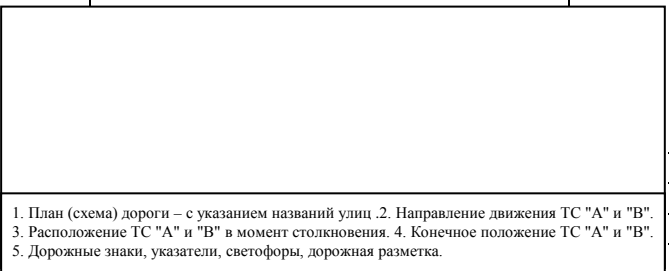 1. План (схема) дороги – с указанием названий улиц .2. Направление движения ТС "А" и "В".
3. Расположение ТС "А" и "В" в момент столкновения. 4. Конечное положение ТС "А" и "В".
5. Дорожные знаки, указатели, светофоры, дорожная разметка.